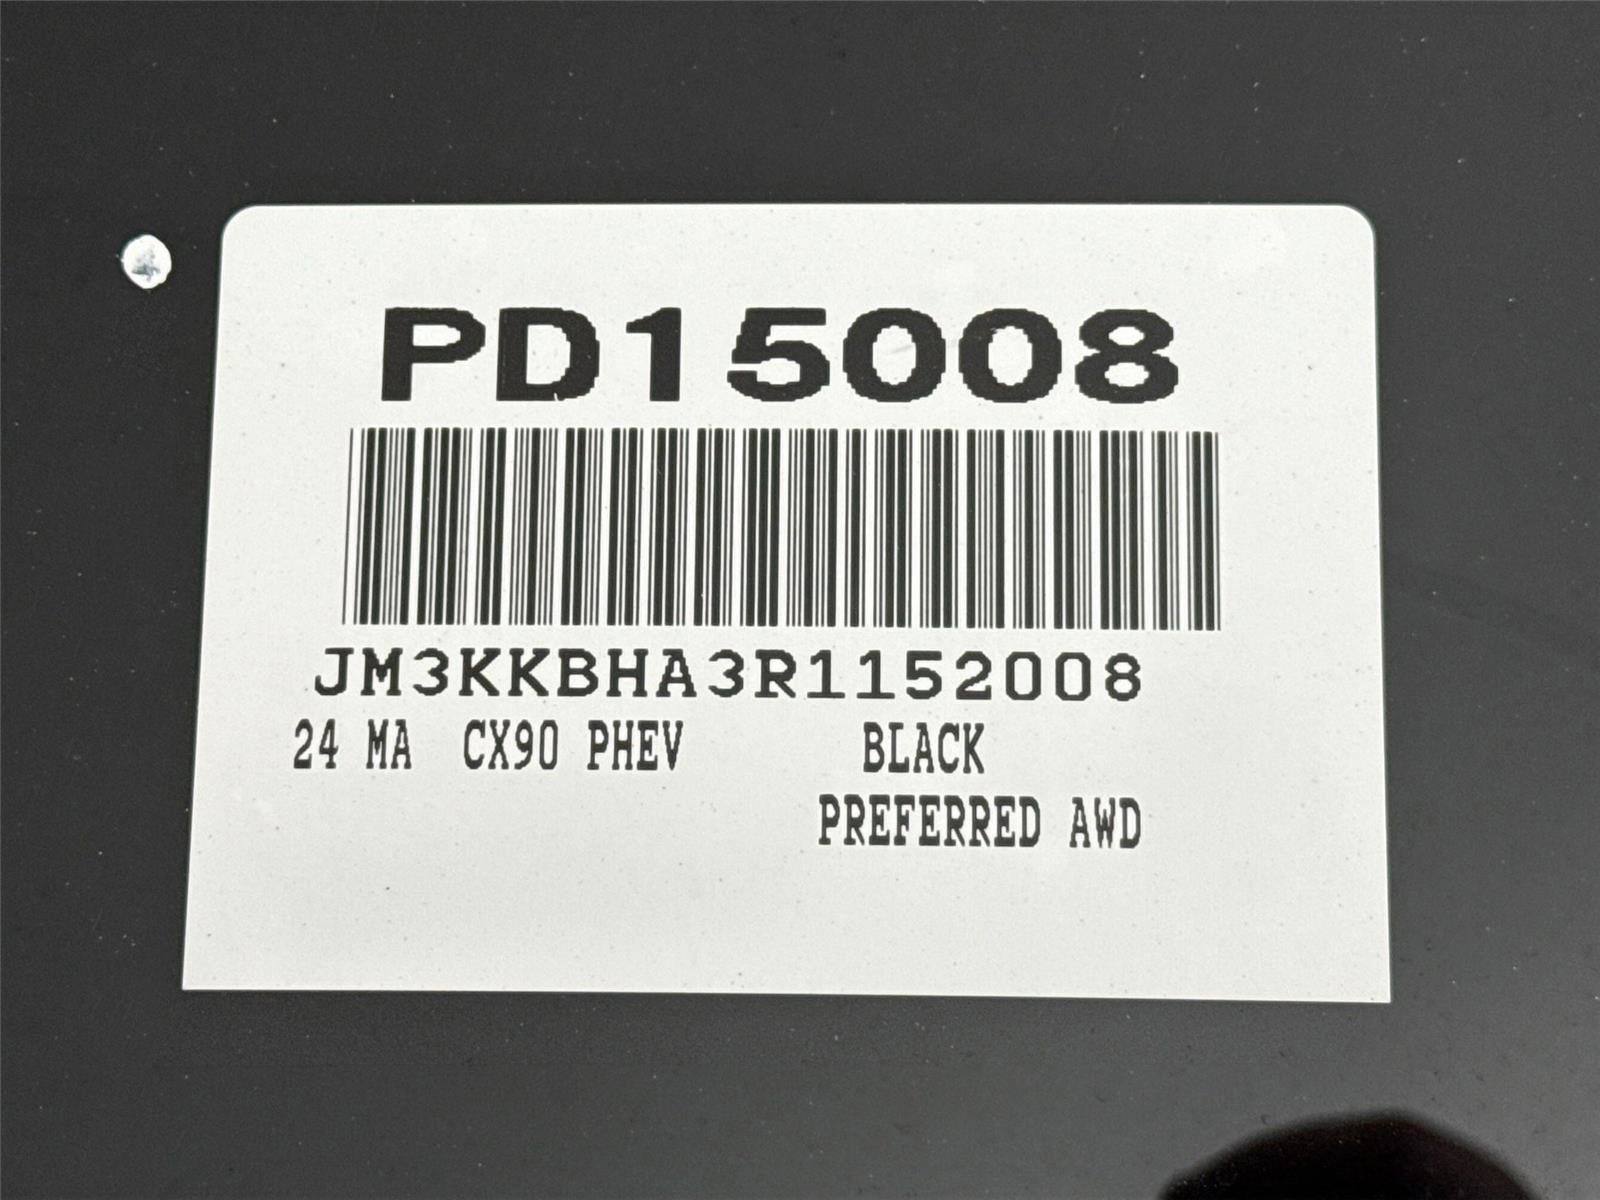 PD15008
JM3KKBHA3R1152008
24 MA CX90 PHEV BLACK
PREFERRED AWD